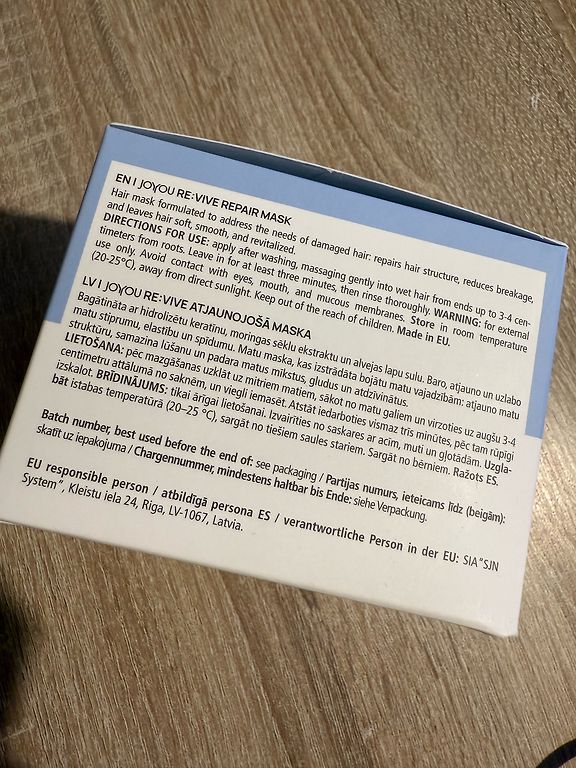 EN I JOYYOU RE:VIVE REPAIR MASK
Hair mask formulated to address the needs of damaged hair: repairs hair structure, reduces breakage,
and leaves hair soft, smooth, and revitalized.
DIRECTIONS FOR USE: apply after washing, massaging gently into wet hair from ends up to 3-4 cen-
timeters from roots. Leave in for at least three minutes, then rinse thoroughly. WARNING: for external
use only. Avoid contact with eyes, mouth, and mucous membranes. Store in room temperature
(20-25°C), away from direct sunlight. Keep out of the reach of children. Made in EU.
LV I JOYYOU RE:VIVE ATJAUNOJOŠĀ MASKA
Bagātināta ar hidrolizētu keratīnu, moringas sēklu ekstraktu un alvejas lapu sulu. Baro, atjauno un uzlabo
matu stiprumu, elastību un spīdumu. Matu maska, kas izstrādāta bojātu matu vajadzībām: atjauno matu
struktūru, samazina lūšanu un padara matus mīkstus, gludus un atdzīvinātus.
LIETOŠANA: pēc mazgāšanas uzklāt uz mitriem matiem, sākot no matu galiem un virzoties uz augšu 3-4
centimetru attālumā no saknēm, un viegli iemasēt. Atstāt iedarboties vismaz trīs minūtes, pēc tam rūpīgi
izskalot. BRĪDINĀJUMS: tikai ārīgai lietošanai. Izvairīties no saskares ar acīm, muti un gļotādām. Uzgla-
bāt istabas temperatūrā (20–25 °C), sargāt no tiešiem saules stariem. Sargāt no bērniem. Ražots ES.
Batch number, best used before the end of: see packaging / Partijas numurs, ieteicams līdz (beigām):
skatīt uz iepakojuma / Chargennummer, mindestens haltbar bis Ende: siehe Verpackung.
EU responsible person / atbildīgā persona ES / verantwortliche Person in der EU: SIA "SJN
System", Kleistu iela 24, Riga, LV-1067, Latvia.